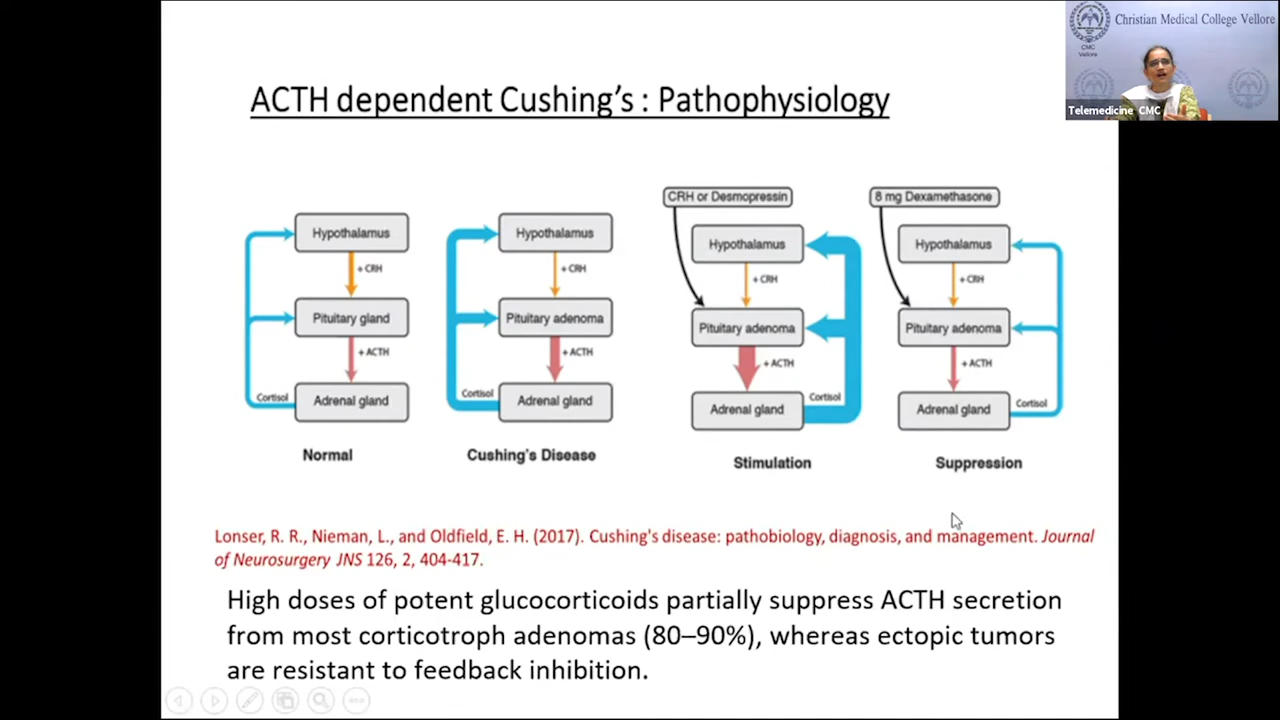 Christian Medical College Vellore
CMC
Vellore
Telemedicine CMC
ACTH dependent Cushing's : Pathophysiology
Hypothalamus
+ CRH
Pituitary gland
+ ACTH
Cortisol
Adrenal gland
Normal
Hypothalamus
+ CRH
Pituitary adenoma
+ ACTH
Cortisol
Adrenal gland
Cushing's Disease
CRH or Desmopressin
Hypothalamus
+ CRH
Pituitary adenoma
+ ACTH
Cortisol
Adrenal gland
Stimulation
8 mg Dexamethasone
Hypothalamus
+ CRH
Pituitary adenoma
+ ACTH
Cortisol
Adrenal gland
Suppression
Lonser, R. R., Nieman, L., and Oldfield, E. H. (2017). Cushing's disease: pathobiology, diagnosis, and management. Journal
of Neurosurgery JNS 126, 2, 404-417.
High doses of potent glucocorticoids partially suppress ACTH secretion
from most corticotroph adenomas (80–90%), whereas ectopic tumors
are resistant to feedback inhibition.